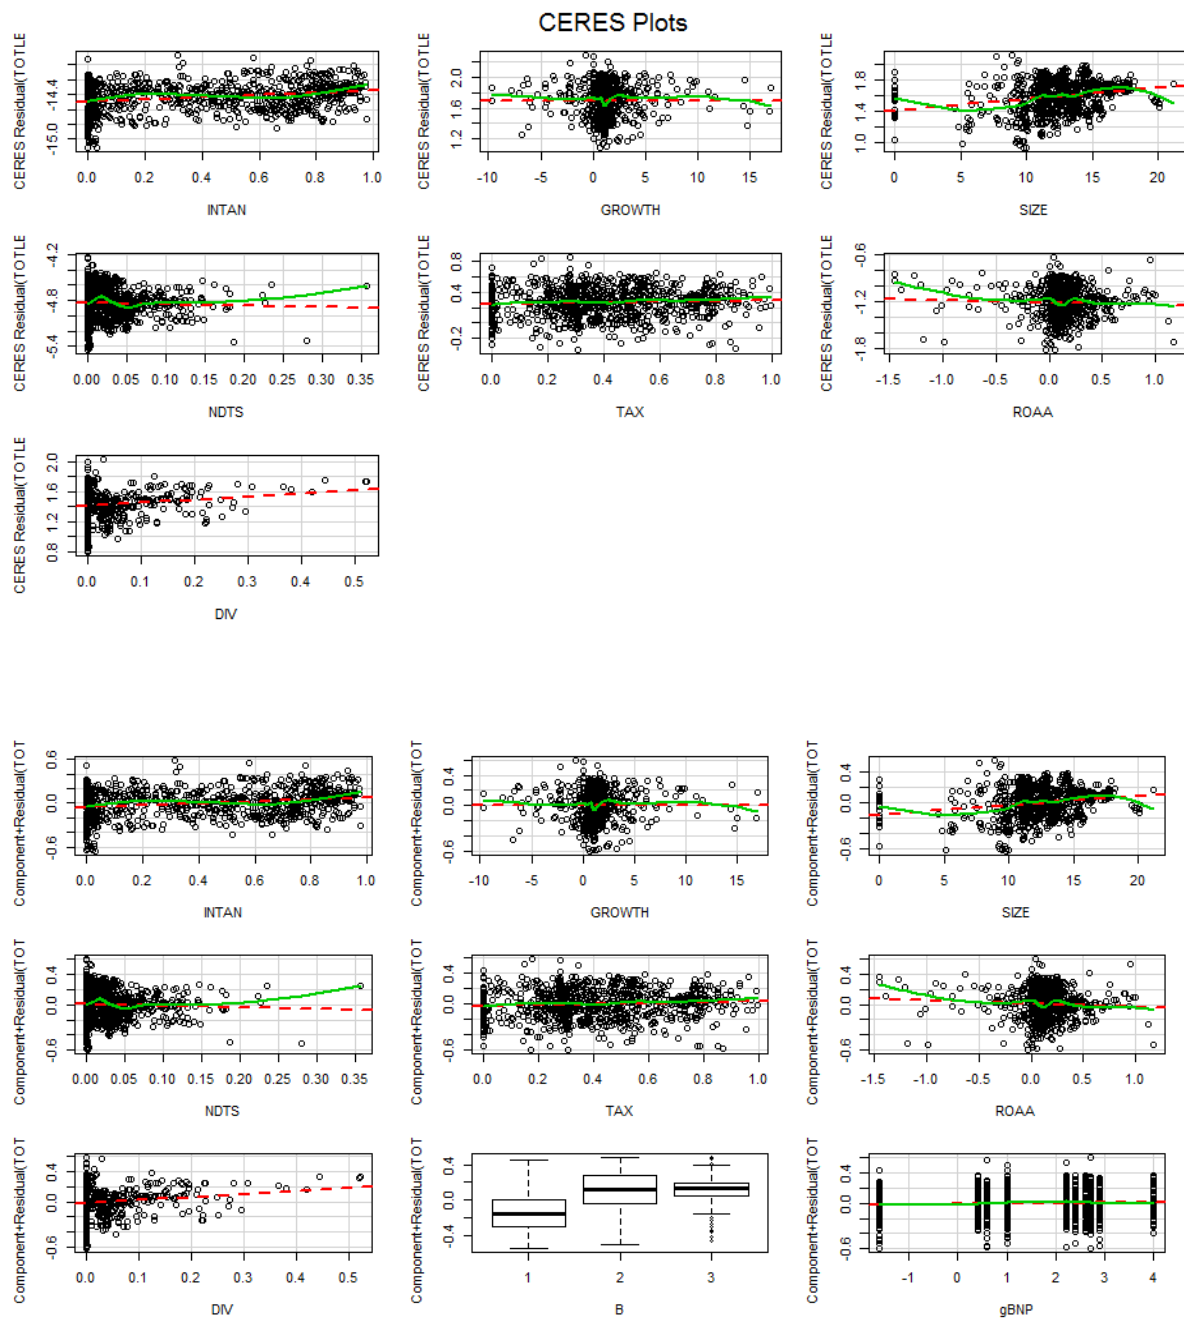 CERES Plots
CERES Residual(TOTLE
-15.0 -14.4
0.0 0.2 0.4 0.6 0.8 1.0
INTAN
CERES Residual(TOTLE
1.2 1.6 2.0
-10 -5 0 5 10 15
GROWTH
CERES Residual(TOTLE
1.0 1.4 1.8
0 5 10 15 20
SIZE
CERES Residual(TOTLE
-5.4 -4.8 -4.2
0.00 0.05 0.10 0.15 0.20 0.25 0.30 0.35
NDTS
CERES Residual(TOTLE
-0.2 0.4 0.8
0.0 0.2 0.4 0.6 0.8 1.0
TAX
CERES Residual(TOTLE
-1.8 -1.2 -0.6
-1.5 -1.0 -0.5 0.0 0.5 1.0
ROAA
CERES Residual(TOTLE
0.8 1.2 1.6 2.0
0.0 0.1 0.2 0.3 0.4 0.5
DIV
Component+Residual(TOT
-0.6 0.0 0.6
0.0 0.2 0.4 0.6 0.8 1.0
INTAN
Component+Residual(TOT
-0.6 0.0 0.4
-10 -5 0 5 10 15
GROWTH
Component+Residual(TOT
-0.6 0.0 0.4
0 5 10 15 20
SIZE
Component+Residual(TOT
-0.6 0.0 0.4
0.00 0.05 0.10 0.15 0.20 0.25 0.30 0.35
NDTS
Component+Residual(TOT
-0.6 0.0 0.4
0.0 0.2 0.4 0.6 0.8 1.0
TAX
Component+Residual(TOT
-0.6 0.0 0.4
-1.5 -1.0 -0.5 0.0 0.5 1.0
ROAA
Component+Residual(TOT
-0.6 0.0 0.4
0.0 0.1 0.2 0.3 0.4 0.5
DIV
Component+Residual(TOT
-0.4 0.0 0.4
1 2 3
B
Component+Residual(TOT
-0.6 0.0 0.4
-1 0 1 2 3 4
gBNP